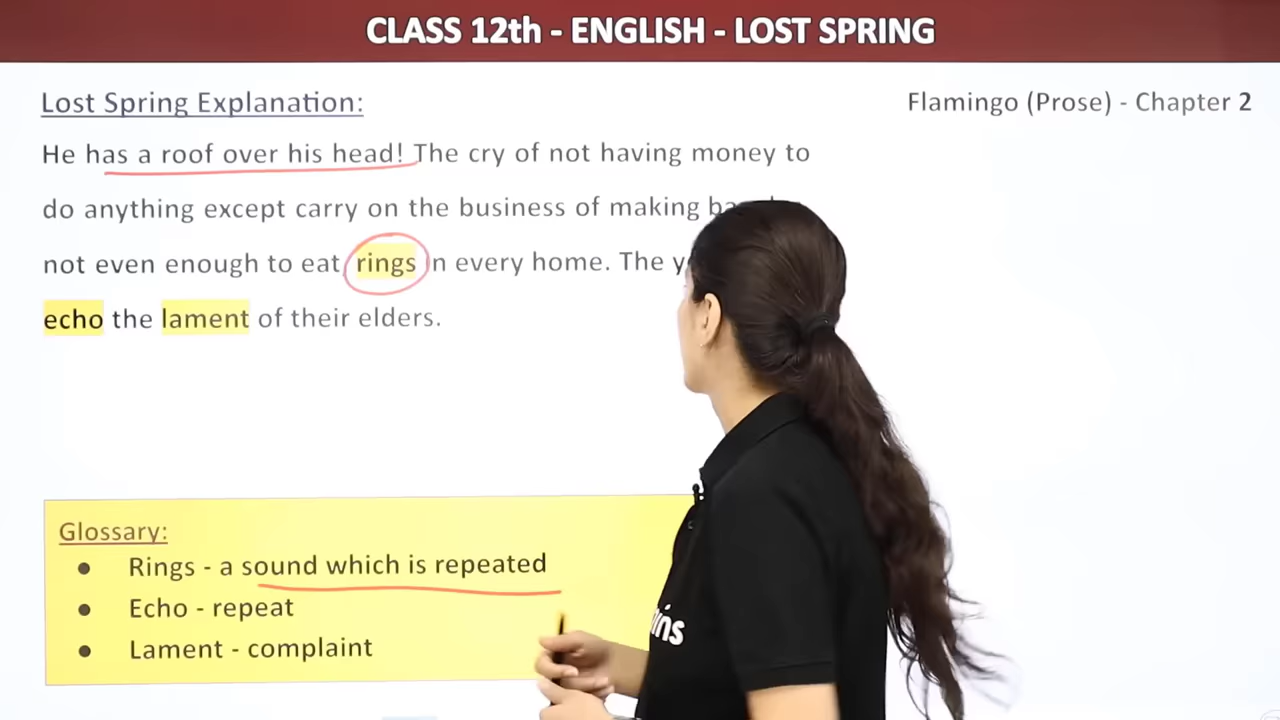 CLASS 12th - ENGLISH - LOST SPRING
Lost Spring Explanation:
Flamingo (Prose) - Chapter 2
He has a roof over his head! The cry of not having money to
do anything except carry on the business of making
not even enough to eat rings in every home. The
echo the lament of their elders.
Glossary:
● Rings - a sound which is repeated
● Echo - repeat
● Lament - complaint